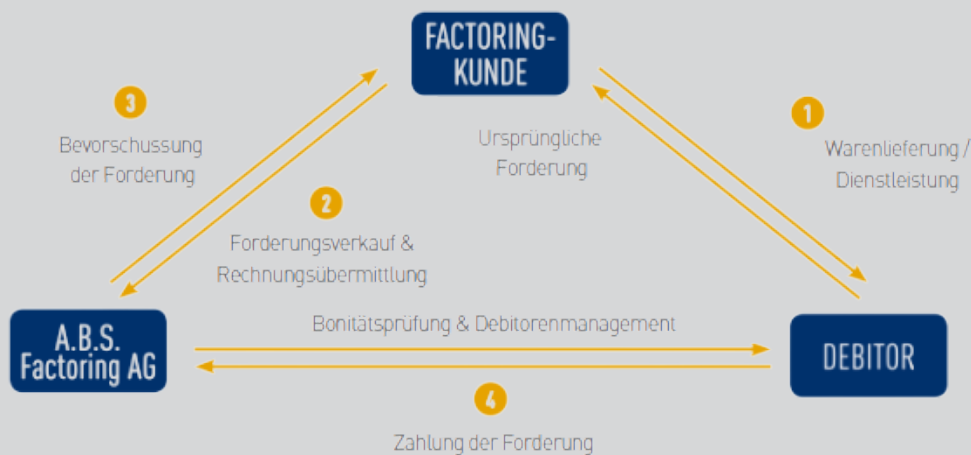 FACTORING-
KUNDE
3
Bevorschussung
der Forderung
Ursprüngliche
Forderung
1
Warenlieferung /
Dienstleistung
2
Forderungsverkauf &
Rechnungsübermittlung
A.B.S.
Factoring AG
Bonitätsprüfung & Debitorenmanagement
DEBITOR
4
Zahlung der Forderung